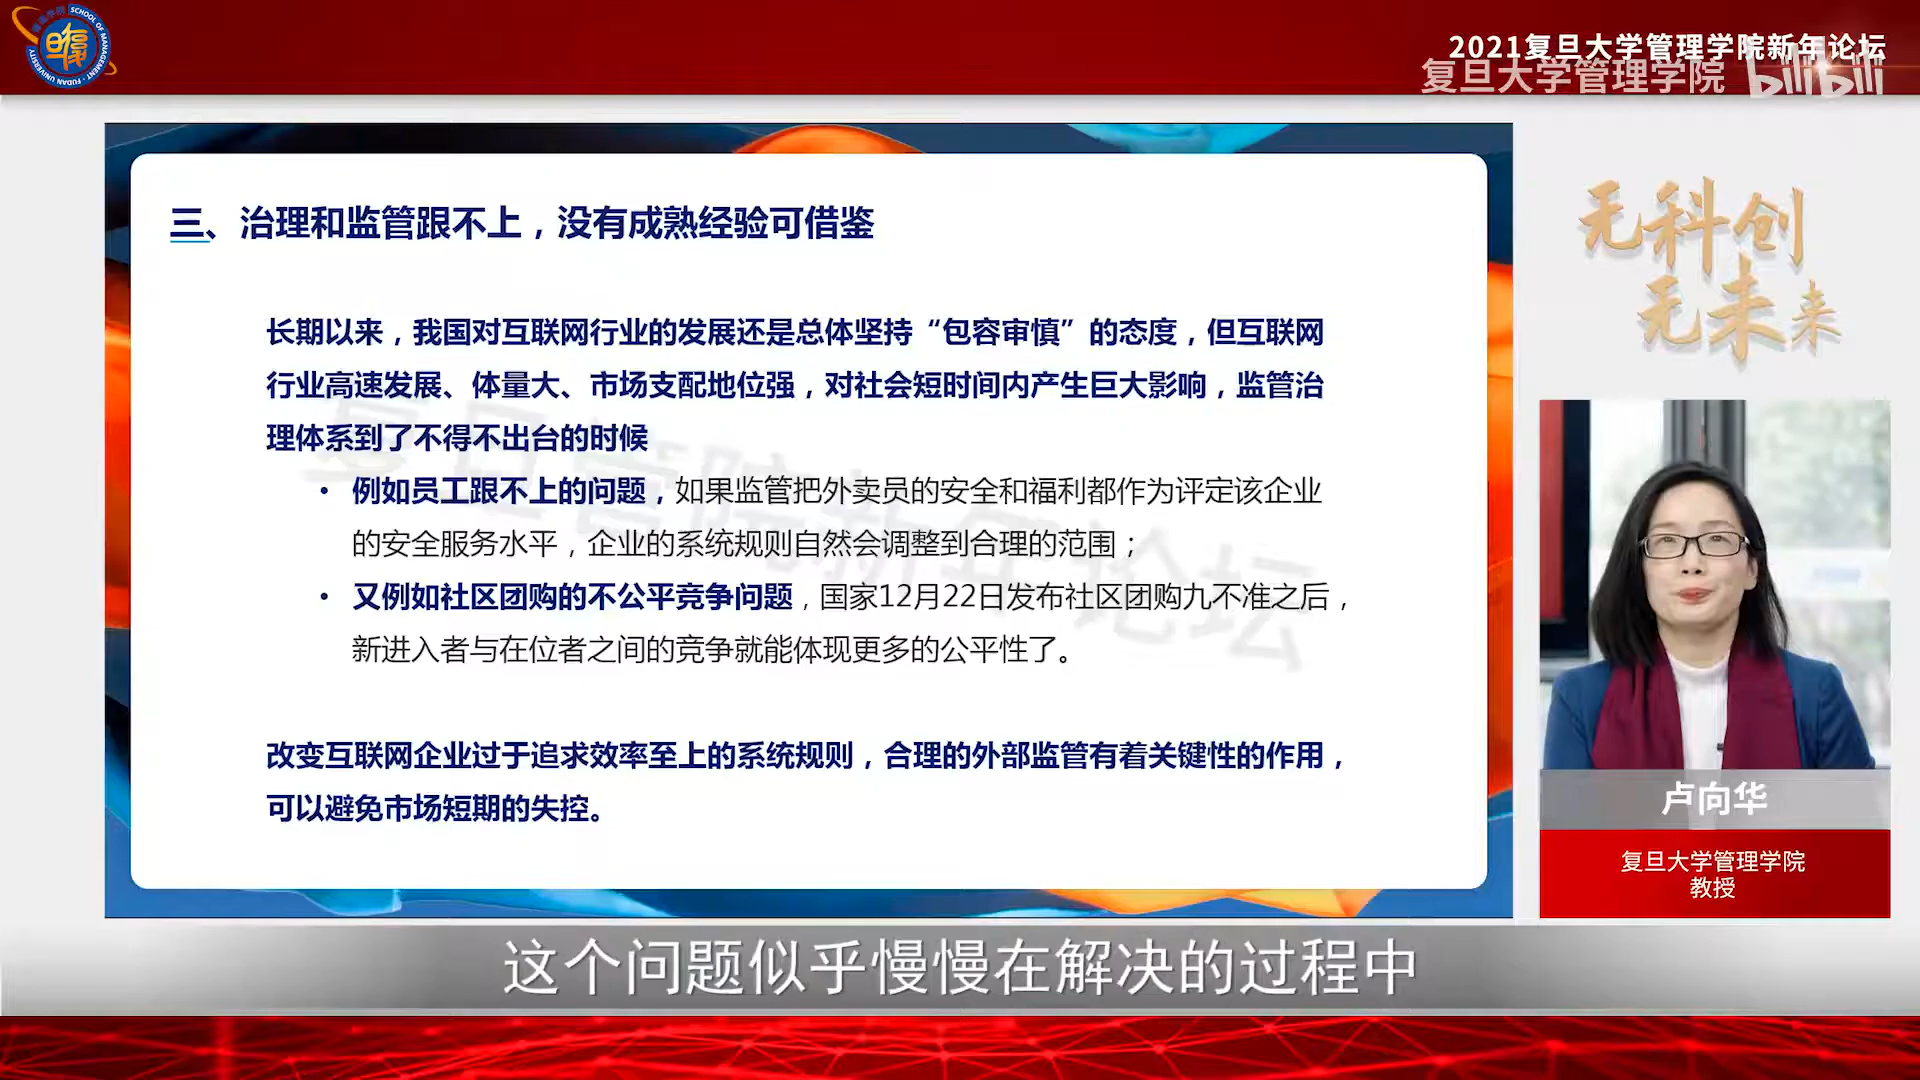 SCHOOL OF MANAGEMENT · FUDAN UNIVERSITY
2021复旦大学管理学院新年论坛
复旦大学管理学院 bilibili
三、治理和监管跟不上，没有成熟经验可借鉴
长期以来，我国对互联网行业的发展还是总体坚持“包容审慎”的态度，但互联网
行业高速发展、体量大、市场支配地位强，对社会短时间内产生巨大影响，监管治
理体系到了不得不出台的时候
• 例如员工跟不上的问题，如果监管把外卖员的安全和福利都作为评定该企业
的安全服务水平，企业的系统规则自然会调整到合理的范围；
• 又例如社区团购的不公平竞争问题，国家12月22日发布社区团购九不准之后，
新进入者与在位者之间的竞争就能体现更多的公平性了。
改变互联网企业过于追求效率至上的系统规则，合理的外部监管有着关键性的作用，
可以避免市场短期的失控。
复旦管院新年论坛
无科创
无未来
卢向华
复旦大学管理学院
教授
这个问题似乎慢慢在解决的过程中